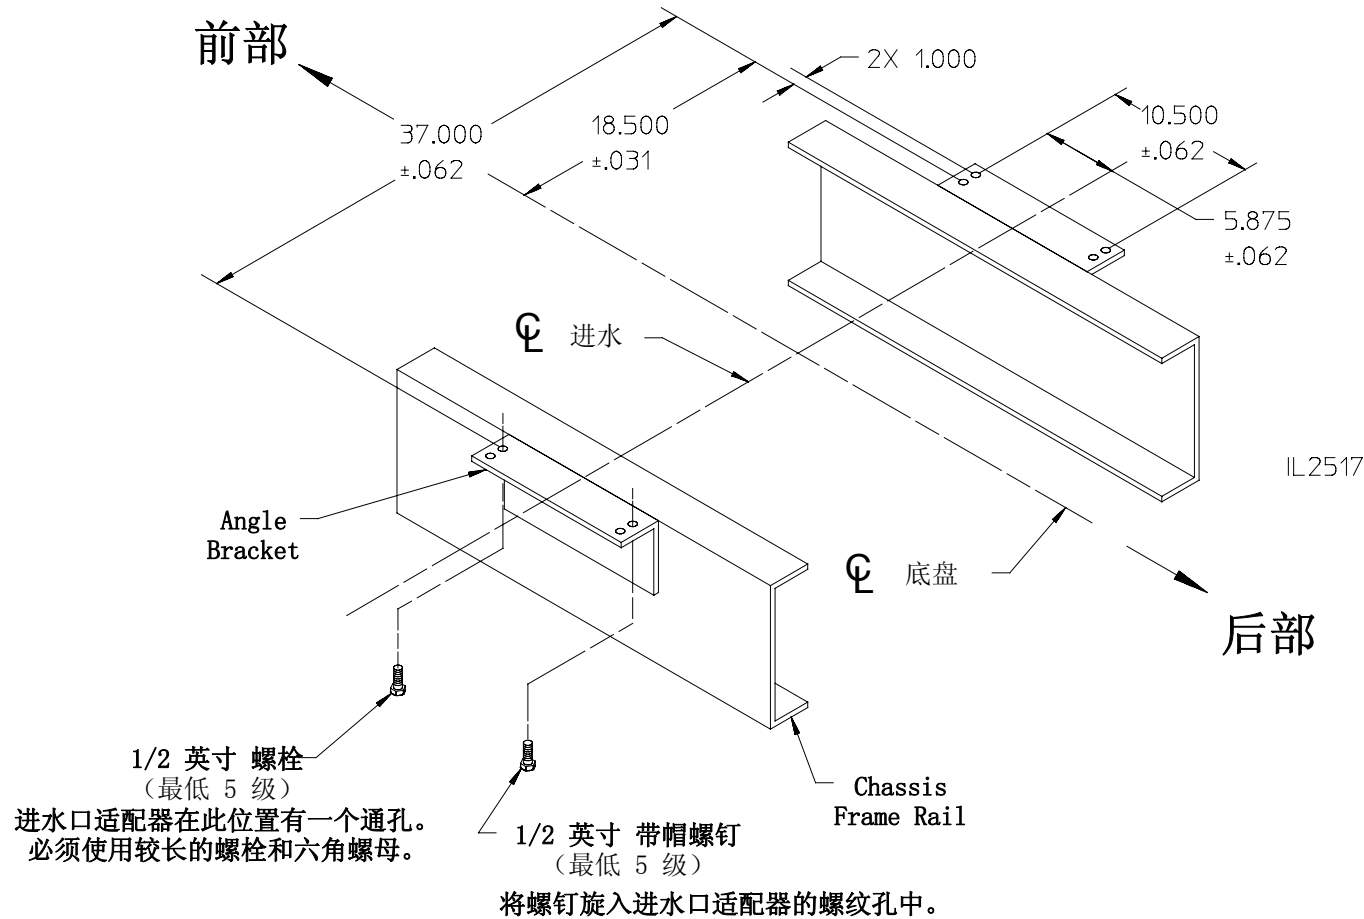 前部
2X 1.000
37.000
±.062
18.500
±.031
10.500
±.062
5.875
±.062
℄ 进水
IL2517
Angle
Bracket
℄ 底盘
后部
1/2 英寸 螺栓
（最低 5 级）
进水口适配器在此位置有一个通孔。
必须使用较长的螺栓和六角螺母。
Chassis
Frame Rail
1/2 英寸 带帽螺钉
（最低 5 级）
将螺钉旋入进水口适配器的螺纹孔中。